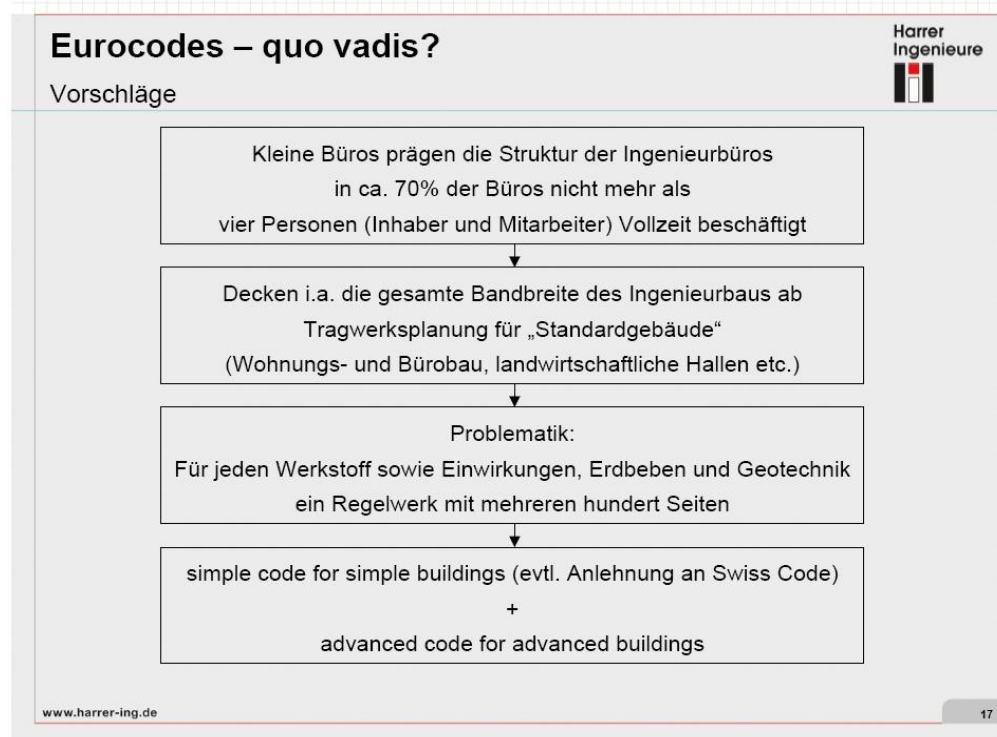 Eurocodes – quo vadis?
Harrer
Ingenieure
Vorschläge
Kleine Büros prägen die Struktur der Ingenieurbüros
in ca. 70% der Büros nicht mehr als
vier Personen (Inhaber und Mitarbeiter) Vollzeit beschäftigt
Decken i.a. die gesamte Bandbreite des Ingenieurbaus ab
Tragwerksplanung für „Standardgebäude“
(Wohnungs- und Bürobau, landwirtschaftliche Hallen etc.)
Problematik:
Für jeden Werkstoff sowie Einwirkungen, Erdbeben und Geotechnik
ein Regelwerk mit mehreren hundert Seiten
simple code for simple buildings (evtl. Anlehnung an Swiss Code)
+
advanced code for advanced buildings
www.harrer-ing.de
17